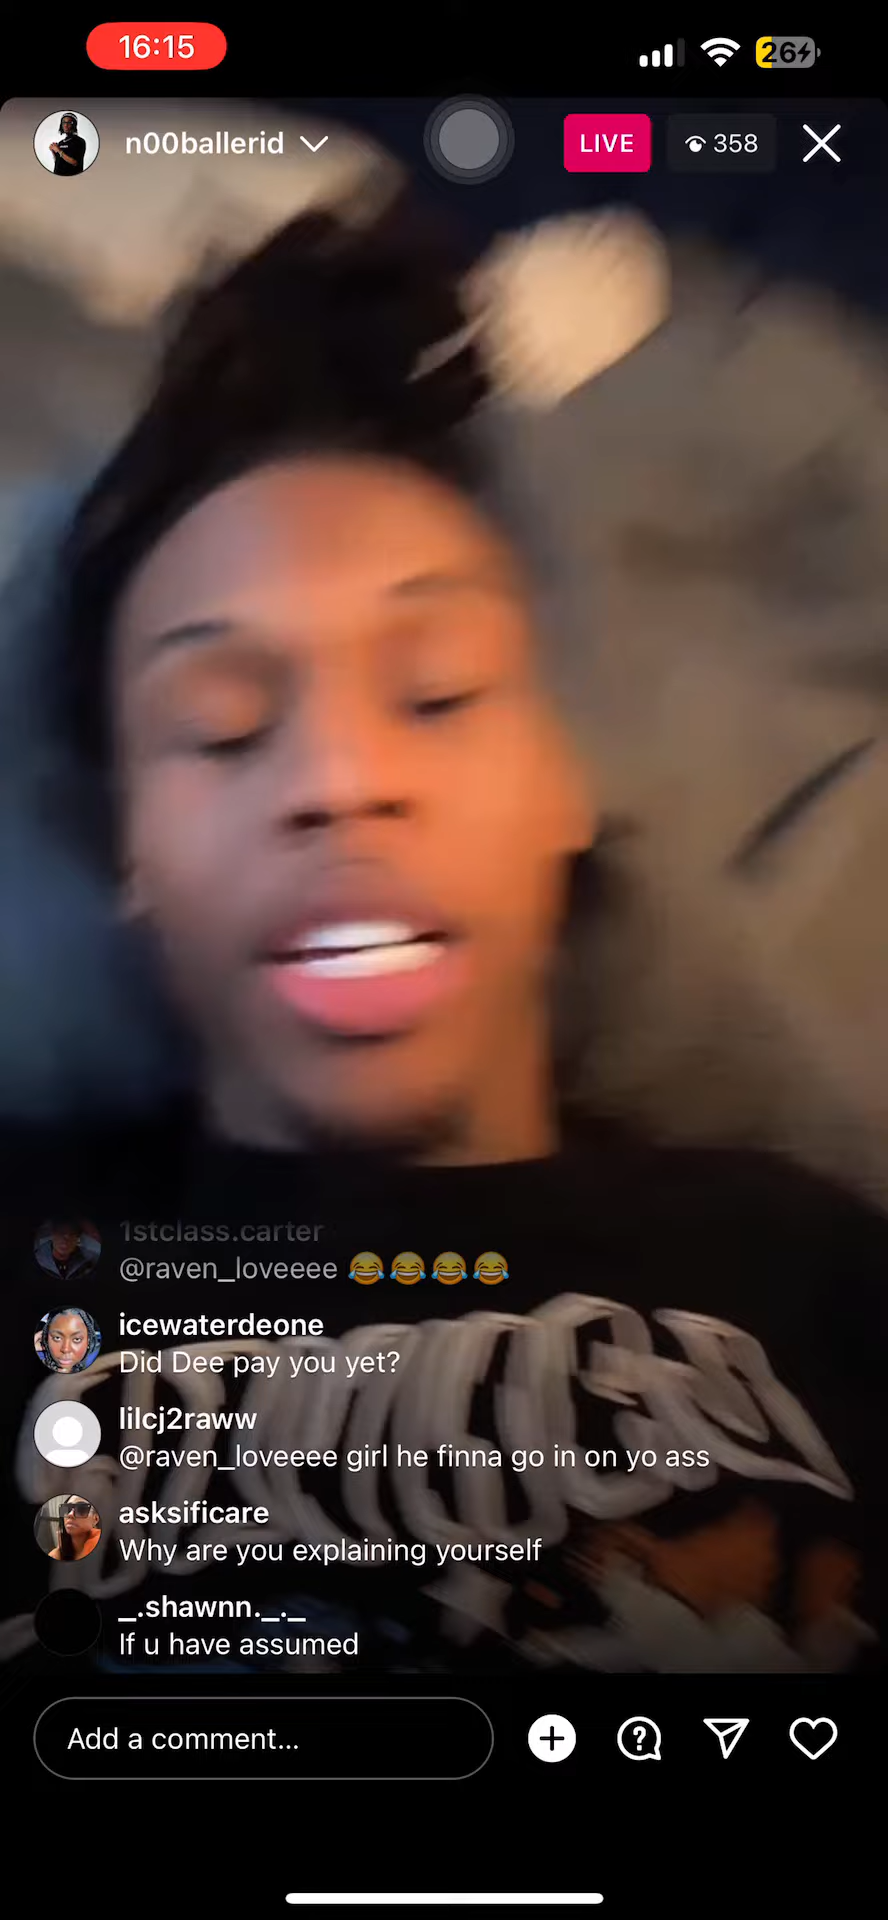 16:15
26
n00ballerid
LIVE
358
1stclass.carter
@raven_loveeee 😂😂😂😂
icewaterdeone
Did Dee pay you yet?
lilcj2raww
@raven_loveeee girl he finna go in on yo ass
asksificare
Why are you explaining yourself
_.shawnn._._
If u have assumed
Add a comment...